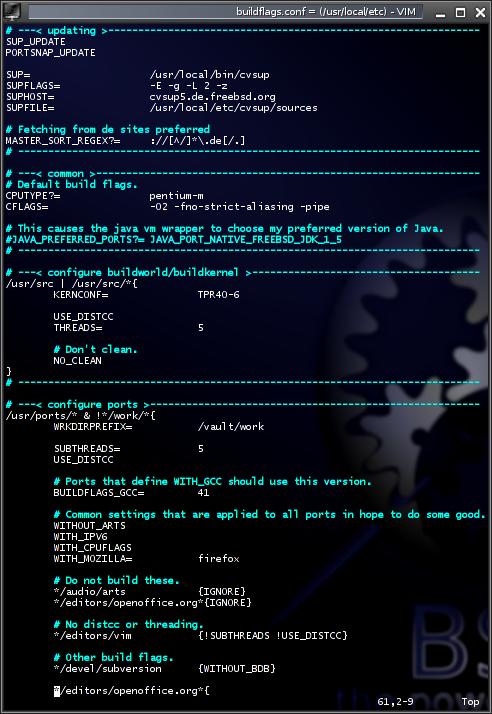 buildflags.conf = (/usr/local/etc) - VIM
# ---< updating >---------------------------------------------------------------
SUP_UPDATE
PORTSNAP_UPDATE
SUP= /usr/local/bin/cvsup
SUPFLAGS= -E -g -L 2 -z
SUPHOST= cvsup5.de.freebsd.org
SUPFILE= /usr/local/etc/cvsup/sources
# Fetching from de sites preferred
MASTER_SORT_REGEX?= ://[^/]*\.de[/.]
# ------------------------------------------------------------------------------
# ---< common >-----------------------------------------------------------------
# Default build flags.
CPUTYPE?= pentium-m
CFLAGS= -O2 -fno-strict-aliasing -pipe
# This causes the java vm wrapper to choose my preferred version of Java.
#JAVA_PREFERRED_PORTS?= JAVA_PORT_NATIVE_FREEBSD_JDK_1_5
# ------------------------------------------------------------------------------
# ---< configure buildworld/buildkernel >---------------------------------------
/usr/src | /usr/src/*{
KERNCONF= TPR40-6
USE_DISTCC
THREADS= 5
# Don't clean.
NO_CLEAN
}
# ------------------------------------------------------------------------------
# ---< configure ports >--------------------------------------------------------
/usr/ports/* & !*/work/*{
WRKDIRPREFIX= /vault/work
SUBTHREADS= 5
USE_DISTCC
# Ports that define WITH_GCC should use this version.
BUILDFLAGS_GCC= 41
# Common settings that are applied to all ports in hope to do some good.
WITHOUT_ARTS
WITH_IPV6
WITH_CPUFLAGS
WITH_MOZILLA= firefox
# Do not build these.
*/audio/arts {IGNORE}
*/editors/openoffice.org*{IGNORE}
# No distcc or threading.
*/editors/vim {!SUBTHREADS !USE_DISTCC}
# Other build flags.
*/devel/subversion {WITHOUT_BDB}
*/editors/openoffice.org*{
61,2-9 Top